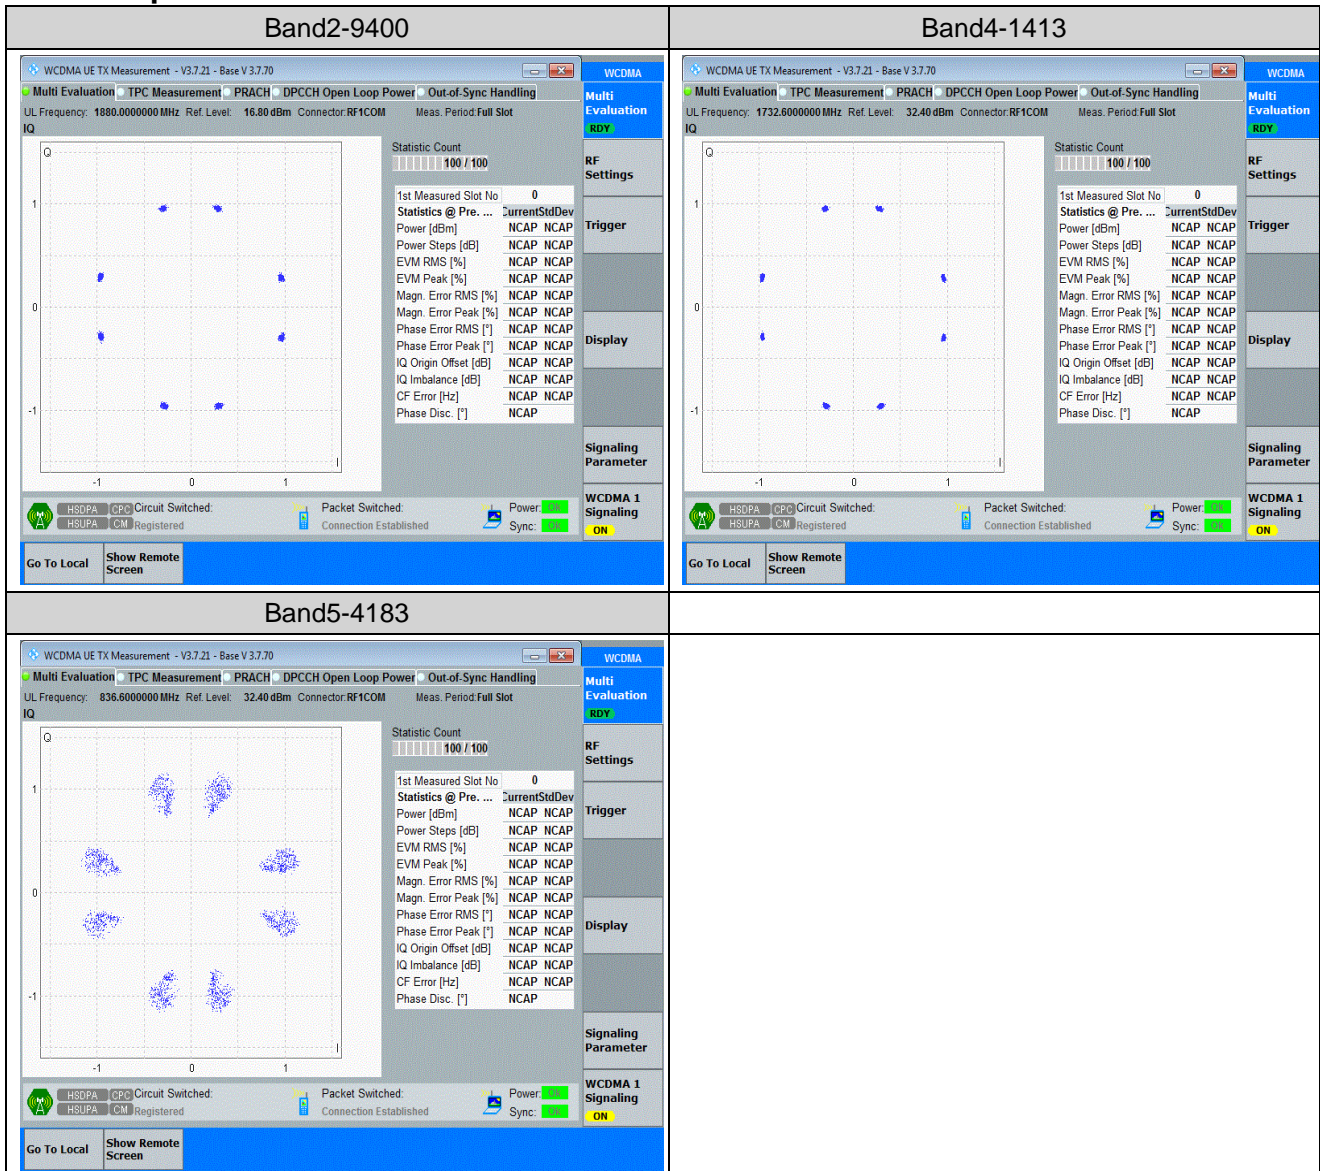 Band2-9400
Band4-1413
WCDMA UE TX Measurement - V3.7.21 - Base V 3.7.70
WCDMA
Multi Evaluation TPC Measurement PRACH DPCCH Open Loop Power Out-of-Sync Handling
Multi
Evaluation
RDY
UL Frequency: 1880.0000000 MHz Ref. Level: 16.80 dBm Connector: RF1COM Meas. Period: Full Slot
IQ
Q
1
0
-1
-1 0 1
I
Statistic Count
100 / 100
1st Measured Slot No 0
Statistics @ Pre. ... Current StdDev
Power [dBm] NCAP NCAP
Power Steps [dB] NCAP NCAP
EVM RMS [%] NCAP NCAP
EVM Peak [%] NCAP NCAP
Magn. Error RMS [%] NCAP NCAP
Magn. Error Peak [%] NCAP NCAP
Phase Error RMS [°] NCAP NCAP
Phase Error Peak [°] NCAP NCAP
IQ Origin Offset [dB] NCAP NCAP
IQ Imbalance [dB] NCAP NCAP
CF Error [Hz] NCAP NCAP
Phase Disc. [°] NCAP
RF
Settings
Trigger
Display
Signaling
Parameter
WCDMA 1
Signaling
ON
HSDPA CPC Circuit Switched: Packet Switched: Power: OK
HSUPA CM Registered Connection Established Sync: OK
Go To Local Show Remote
Screen
WCDMA UE TX Measurement - V3.7.21 - Base V 3.7.70
WCDMA
Multi Evaluation TPC Measurement PRACH DPCCH Open Loop Power Out-of-Sync Handling
Multi
Evaluation
RDY
UL Frequency: 1732.6000000 MHz Ref. Level: 32.40 dBm Connector: RF1COM Meas. Period: Full Slot
IQ
Q
1
0
-1
-1 0 1
I
Statistic Count
100 / 100
1st Measured Slot No 0
Statistics @ Pre. ... Current StdDev
Power [dBm] NCAP NCAP
Power Steps [dB] NCAP NCAP
EVM RMS [%] NCAP NCAP
EVM Peak [%] NCAP NCAP
Magn. Error RMS [%] NCAP NCAP
Magn. Error Peak [%] NCAP NCAP
Phase Error RMS [°] NCAP NCAP
Phase Error Peak [°] NCAP NCAP
IQ Origin Offset [dB] NCAP NCAP
IQ Imbalance [dB] NCAP NCAP
CF Error [Hz] NCAP NCAP
Phase Disc. [°] NCAP
RF
Settings
Trigger
Display
Signaling
Parameter
WCDMA 1
Signaling
ON
HSDPA CPC Circuit Switched: Packet Switched: Power: OK
HSUPA CM Registered Connection Established Sync: OK
Go To Local Show Remote
Screen
Band5-4183
WCDMA UE TX Measurement - V3.7.21 - Base V 3.7.70
WCDMA
Multi Evaluation TPC Measurement PRACH DPCCH Open Loop Power Out-of-Sync Handling
Multi
Evaluation
RDY
UL Frequency: 836.6000000 MHz Ref. Level: 32.40 dBm Connector: RF1COM Meas. Period: Full Slot
IQ
Q
1
0
-1
-1 0 1
I
Statistic Count
100 / 100
1st Measured Slot No 0
Statistics @ Pre. ... Current StdDev
Power [dBm] NCAP NCAP
Power Steps [dB] NCAP NCAP
EVM RMS [%] NCAP NCAP
EVM Peak [%] NCAP NCAP
Magn. Error RMS [%] NCAP NCAP
Magn. Error Peak [%] NCAP NCAP
Phase Error RMS [°] NCAP NCAP
Phase Error Peak [°] NCAP NCAP
IQ Origin Offset [dB] NCAP NCAP
IQ Imbalance [dB] NCAP NCAP
CF Error [Hz] NCAP NCAP
Phase Disc. [°] NCAP
RF
Settings
Trigger
Display
Signaling
Parameter
WCDMA 1
Signaling
ON
HSDPA CPC Circuit Switched: Packet Switched: Power: OK
HSUPA CM Registered Connection Established Sync: OK
Go To Local Show Remote
Screen